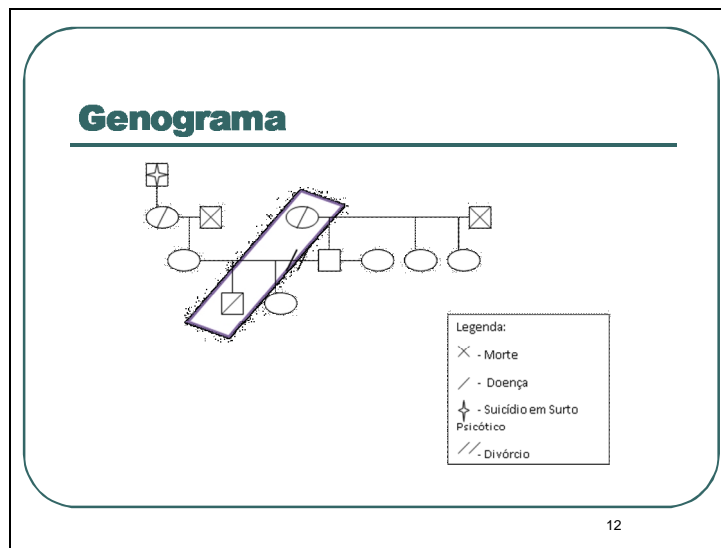 Genograma
Legenda:
- Morte
- Doença
- Suicídio em Surto
Psicótico
- Divórcio
12